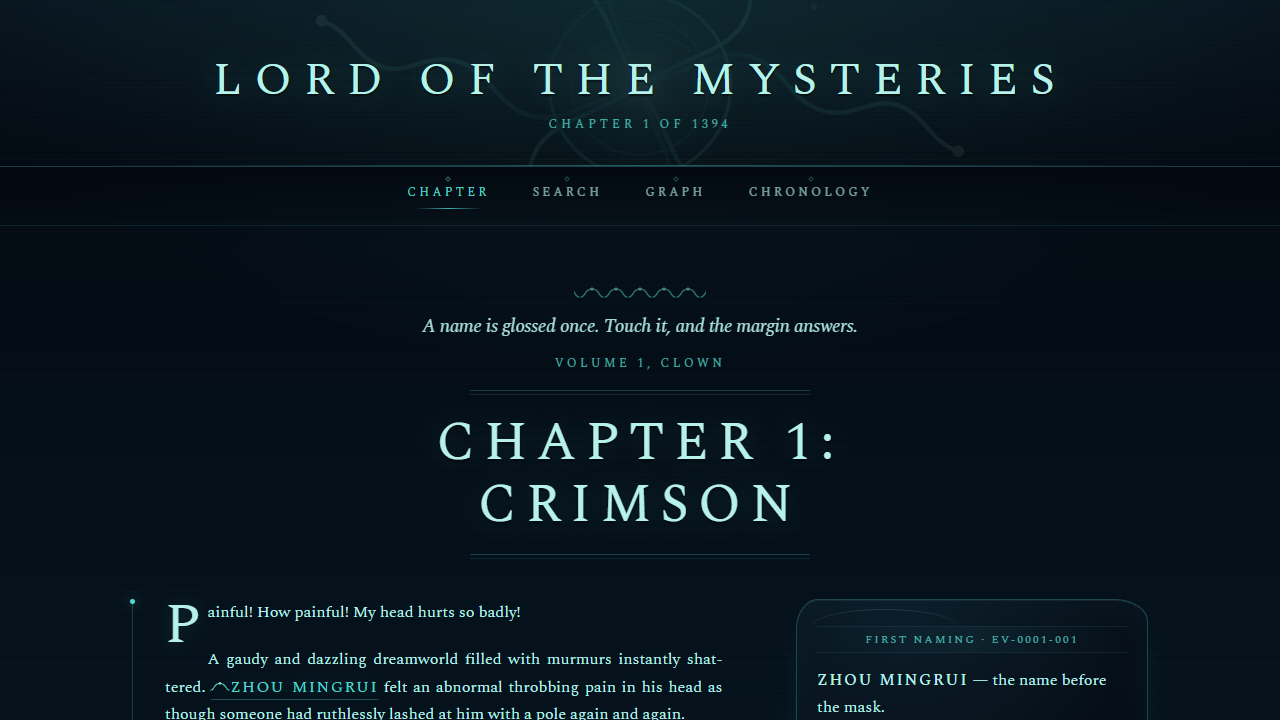 LORD OF THE MYSTERIES
CHAPTER 1 OF 1394
CHAPTER
SEARCH
GRAPH
CHRONOLOGY
A name is glossed once. Touch it, and the margin answers.
VOLUME 1, CLOWN
CHAPTER 1:
CRIMSON
Painful! How painful! My head hurts so badly!
A gaudy and dazzling dreamworld filled with murmurs instantly shat-
tered. ZHOU MINGRUI felt an abnormal throbbing pain in his head as
though someone had ruthlessly lashed at him with a pole again and again.
FIRST NAMING · EV-0001-001
ZHOU MINGRUI — the name before
the mask.